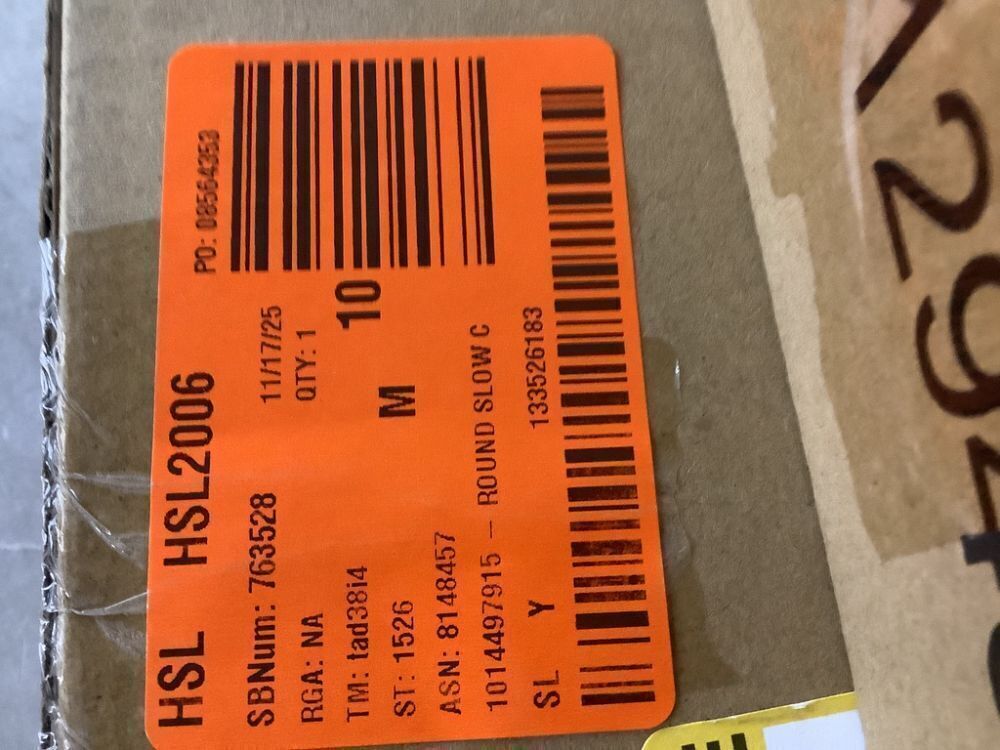 HSL HSL2006
PO: 08564353
SBNum: 763528
11/17/25
RGA: NA
QTY: 1
TM: tad38i4
10
ST: 1526
M
ASN: 8148457
1014497915 – ROUND SLOW C
SL Y
133526183